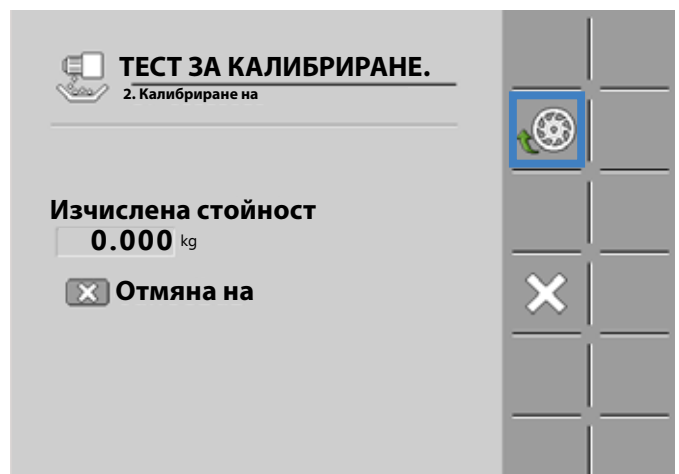 ТЕСТ ЗА КАЛИБРИРАНЕ.
2. Калибриране на
Изчислена стойност
0.000 kg
Отмяна на